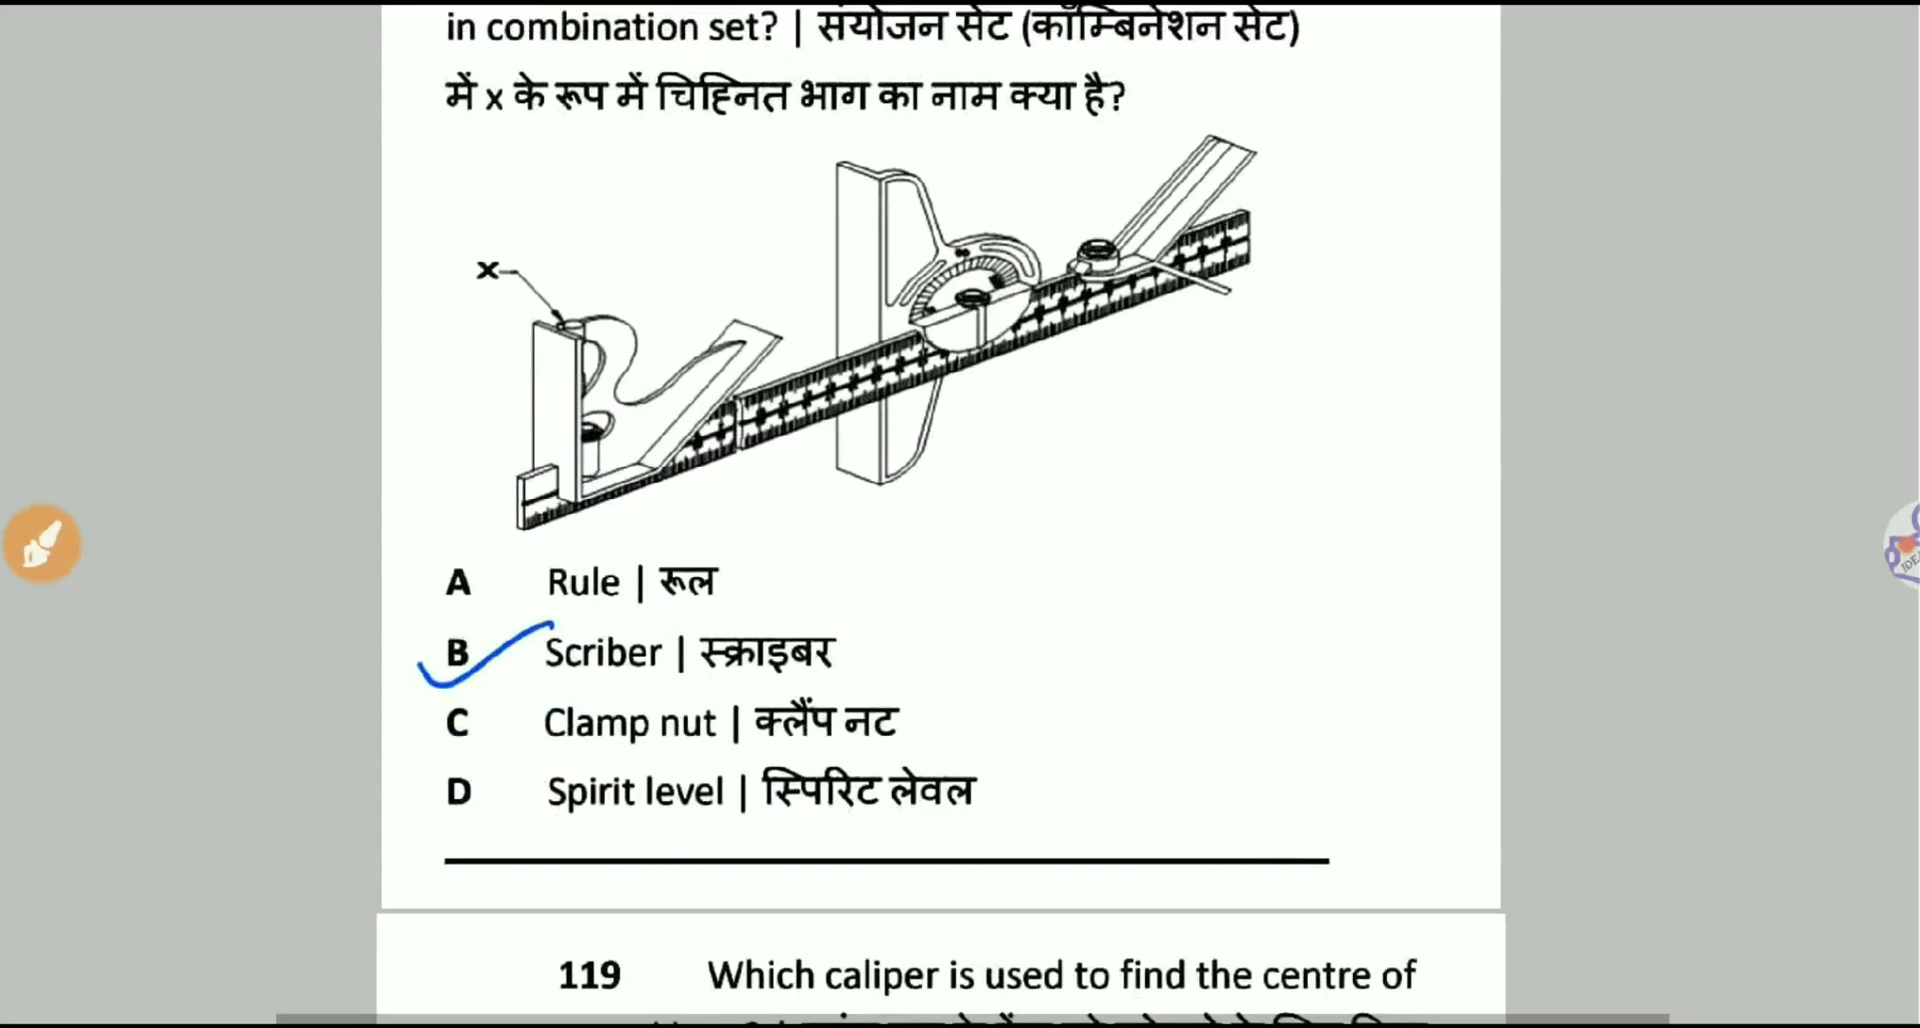 in combination set? | संयोजन सेट (कॉम्बिनेशन सेट)
में x के रूप में चिह्नित भाग का नाम क्या है?
x
A Rule | रूल
B Scriber | स्क्राइबर
C Clamp nut | क्लैंप नट
D Spirit level | स्पिरिट लेवल
119 Which caliper is used to find the centre of